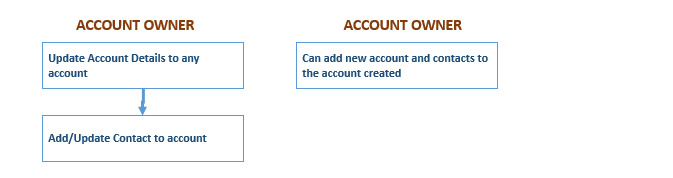 ACCOUNT OWNER
Update Account Details to any
account
Add/Update Contact to account
ACCOUNT OWNER
Can add new account and contacts to
the account created